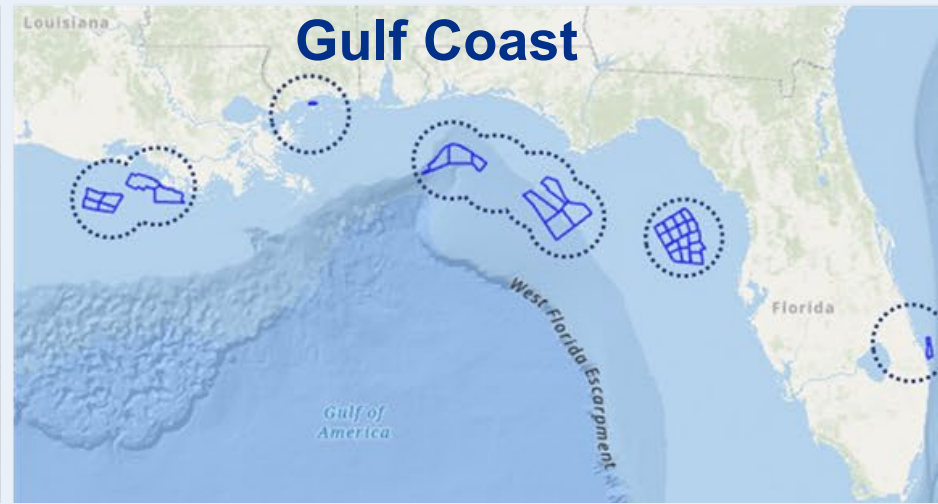 Louisiana
Gulf Coast
West Florida Escarpment
Florida
Gulf of
America